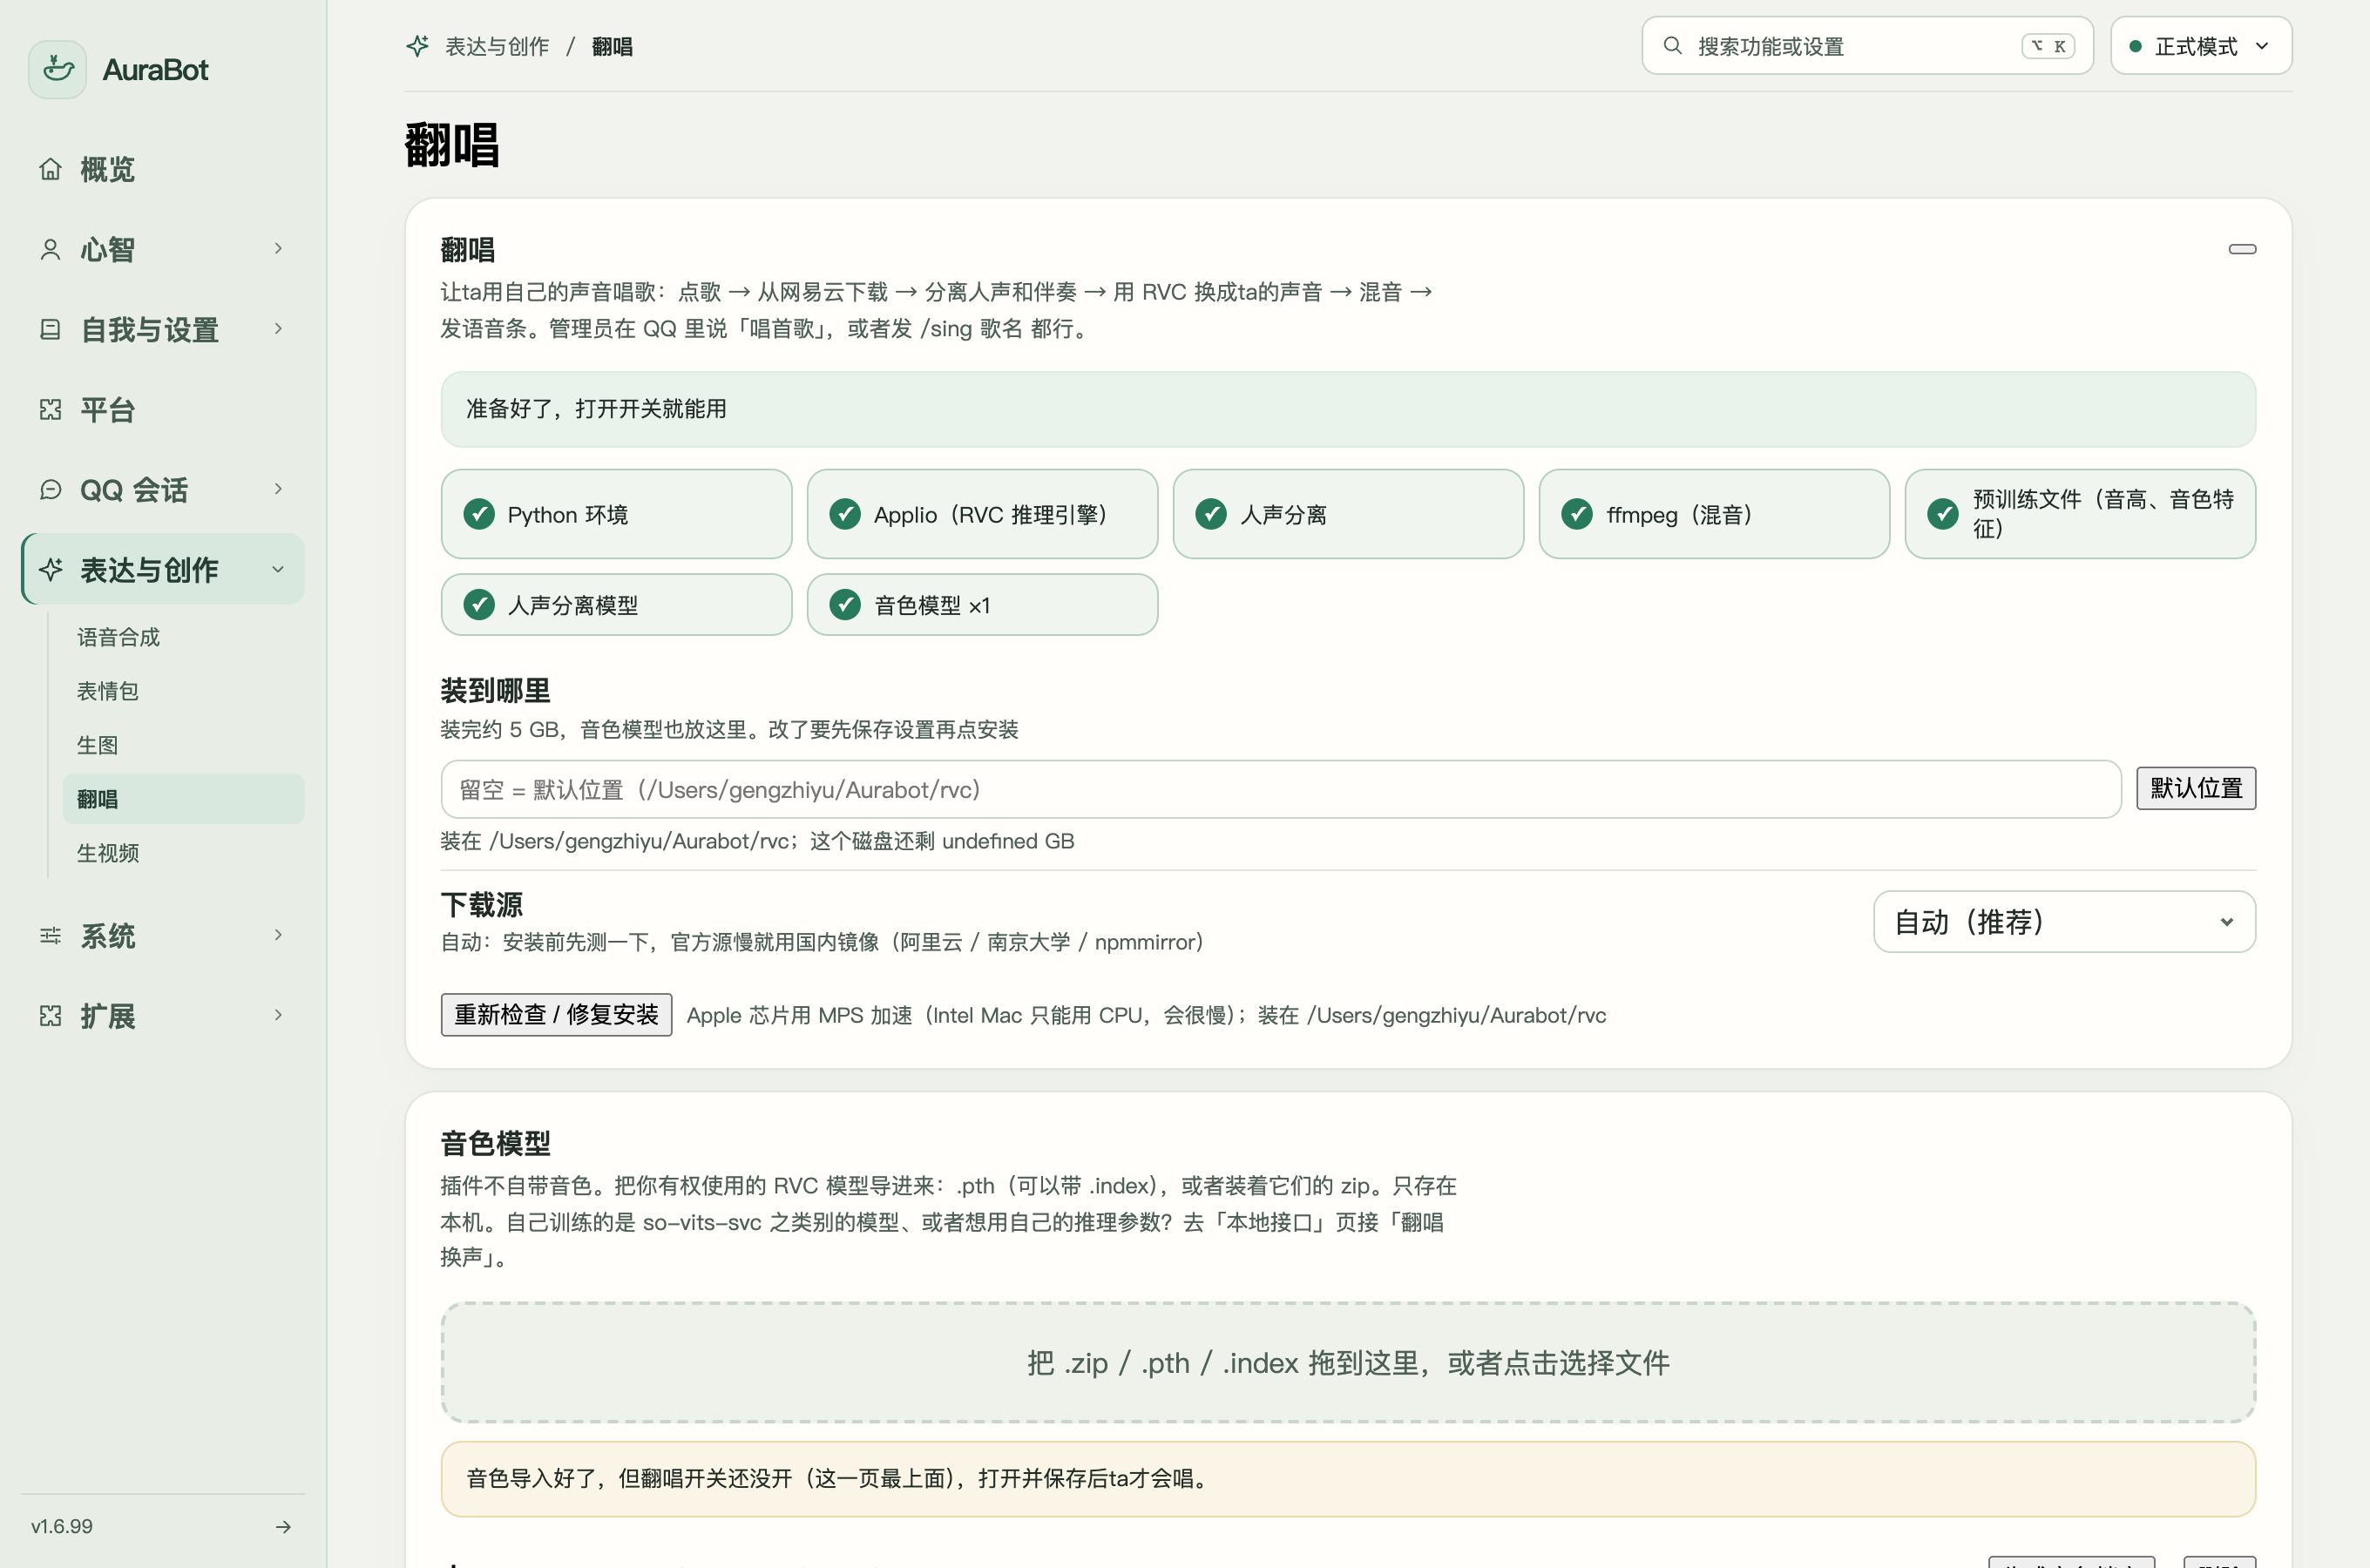 AuraBot
概览
心智
自我与设置
平台
QQ 会话
表达与创作
语音合成
表情包
生图
翻唱
生视频
系统
扩展
v1.6.99
表达与创作 / 翻唱
搜索功能或设置
⌥ K
正式模式
翻唱
翻唱
让ta用自己的声音唱歌：点歌 → 从网易云下载 → 分离人声和伴奏 → 用 RVC 换成ta的声音 → 混音 →
发语音条。管理员在 QQ 里说「唱首歌」，或者发 /sing 歌名 都行。
准备好了，打开开关就能用
Python 环境
Applio（RVC 推理引擎）
人声分离
ffmpeg（混音）
预训练文件（音高、音色特
征）
人声分离模型
音色模型 ×1
装到哪里
装完约 5 GB，音色模型也放这里。改了要先保存设置再点安装
留空 = 默认位置（/Users/gengzhiyu/Aurabot/rvc）
默认位置
装在 /Users/gengzhiyu/Aurabot/rvc；这个磁盘还剩 undefined GB
下载源
自动：安装前先测一下，官方源慢就用国内镜像（阿里云 / 南京大学 / npmmirror）
自动（推荐）
重新检查 / 修复安装
Apple 芯片用 MPS 加速（Intel Mac 只能用 CPU，会很慢）；装在 /Users/gengzhiyu/Aurabot/rvc
音色模型
插件不自带音色。把你有权使用的 RVC 模型导进来：.pth（可以带 .index），或者装着它们的 zip。只存在
本机。自己训练的是 so-vits-svc 之类别的模型、或者想用自己的推理参数？去「本地接口」页接「翻唱
换声」。
把 .zip / .pth / .index 拖到这里，或者点击选择文件
音色导入好了，但翻唱开关还没开（这一页最上面），打开并保存后ta才会唱。